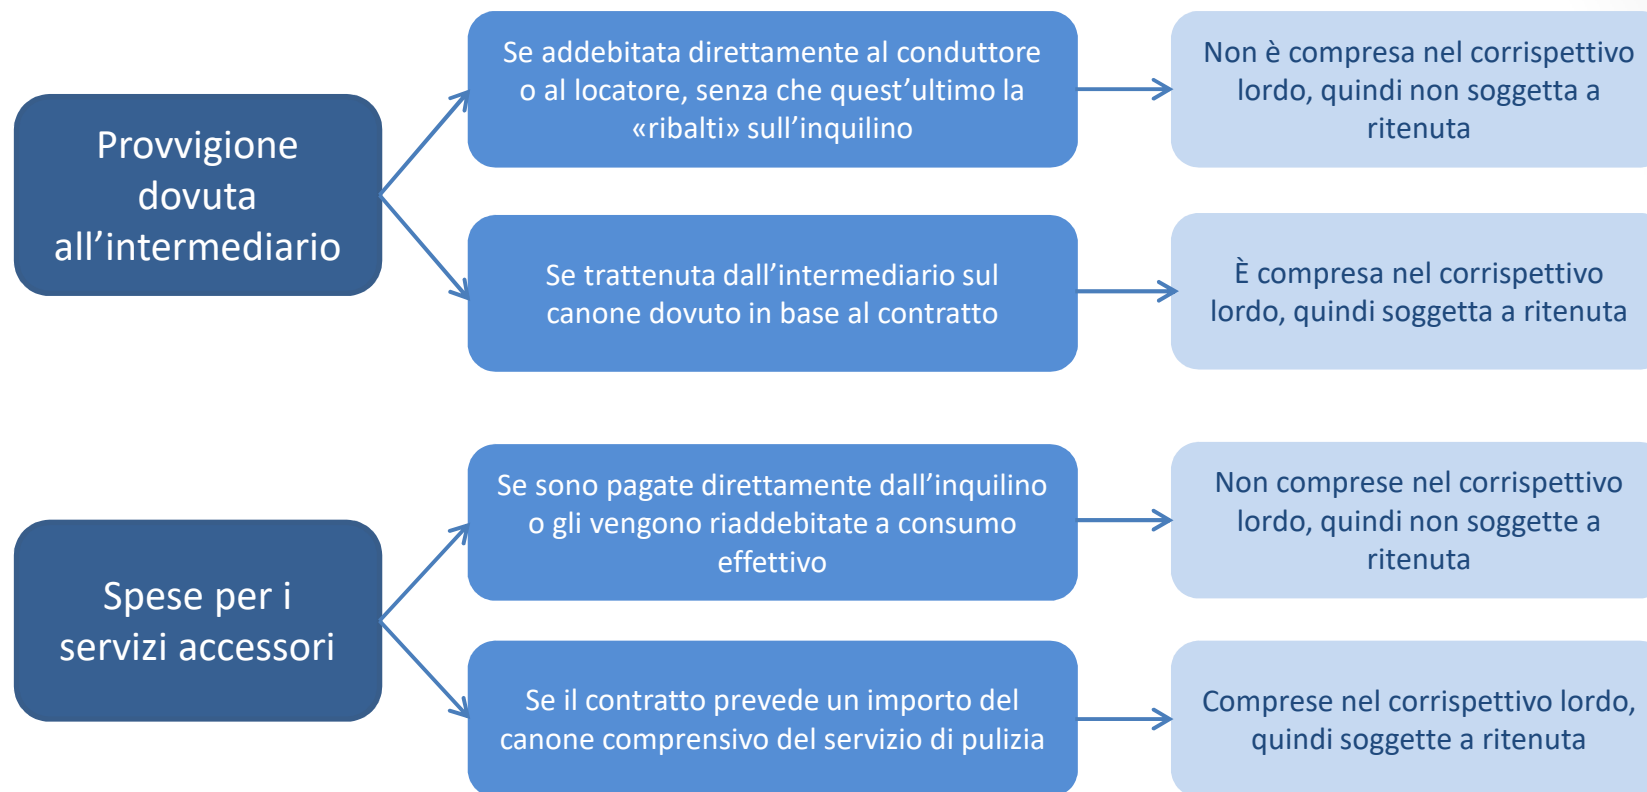 Provvigione
dovuta
all’intermediario
Se addebitata direttamente al conduttore
o al locatore, senza che quest’ultimo la
«ribalti» sull’inquilino
Non è compresa nel corrispettivo
lordo, quindi non soggetta a
ritenuta
Se trattenuta dall’intermediario sul
canone dovuto in base al contratto
È compresa nel corrispettivo
lordo, quindi soggetta a ritenuta
Spese per i
servizi accessori
Se sono pagate direttamente dall’inquilino
o gli vengono riaddebitate a consumo
effettivo
Non comprese nel corrispettivo
lordo, quindi non soggette a
ritenuta
Se il contratto prevede un importo del
canone comprensivo del servizio di pulizia
Comprese nel corrispettivo lordo,
quindi soggette a ritenuta